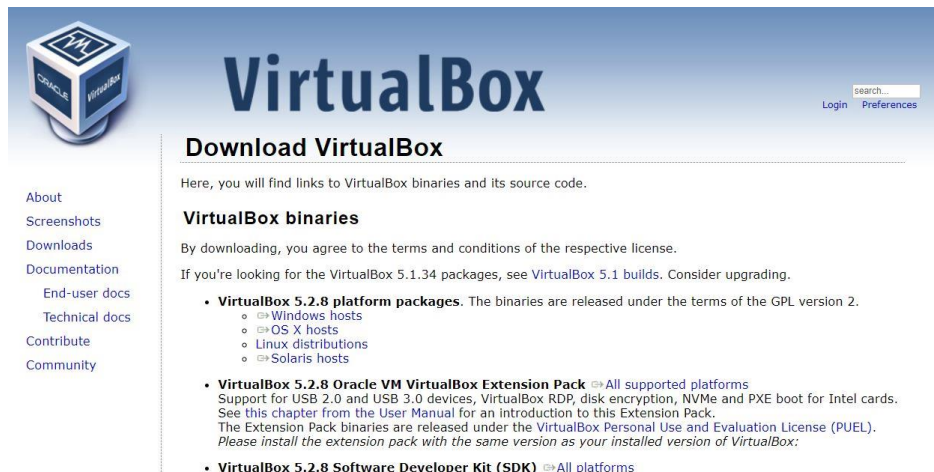 VM
ORACLE
VirtualBox
VirtualBox
search...
Login Preferences
Download VirtualBox
Here, you will find links to VirtualBox binaries and its source code.
About
Screenshots
Downloads
Documentation
End-user docs
Technical docs
Contribute
Community
VirtualBox binaries
By downloading, you agree to the terms and conditions of the respective license.
If you're looking for the VirtualBox 5.1.34 packages, see VirtualBox 5.1 builds. Consider upgrading.
• VirtualBox 5.2.8 platform packages. The binaries are released under the terms of the GPL version 2.
Windows hosts
OS X hosts
Linux distributions
Solaris hosts
• VirtualBox 5.2.8 Oracle VM VirtualBox Extension Pack All supported platforms
Support for USB 2.0 and USB 3.0 devices, VirtualBox RDP, disk encryption, NVMe and PXE boot for Intel cards.
See this chapter from the User Manual for an introduction to this Extension Pack.
The Extension Pack binaries are released under the VirtualBox Personal Use and Evaluation License (PUEL).
Please install the extension pack with the same version as your installed version of VirtualBox:
• VirtualBox 5.2.8 Software Developer Kit (SDK) All platforms